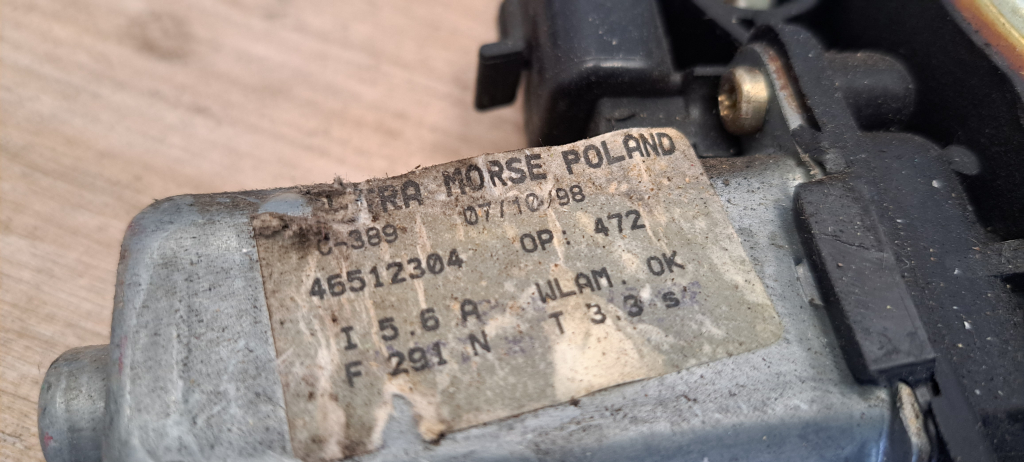 MORSE POLAND
C-389 07/10/98
46512304 OP: 472
I 5.6 A WLAM. OK
F 291 N T 3.3 s